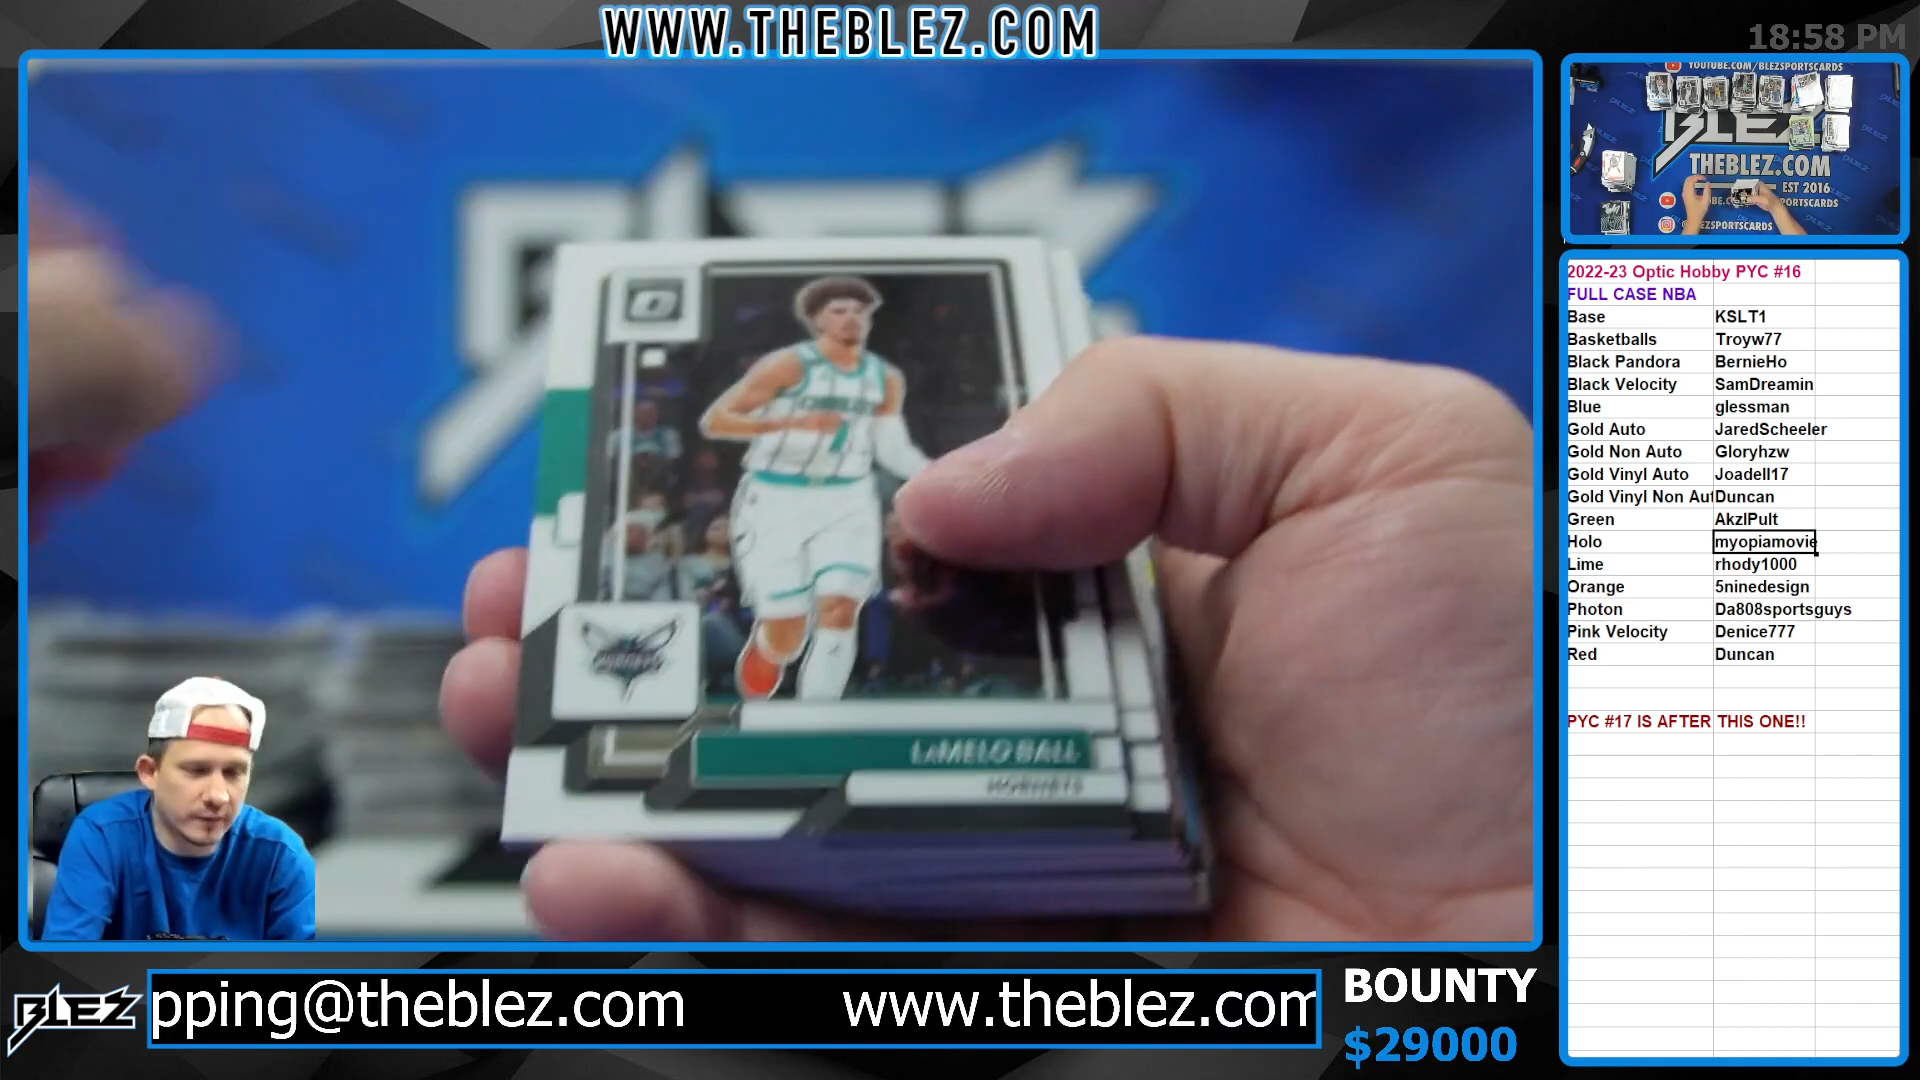 WWW.THEBLEZ.COM
18:58 PM
YOUTUBE.COM/BLEZSPORTSCARDS
BLEZ
THEBLEZ.COM
EST 2016
LaMELO BALL
HORNETS
2022-23 Optic Hobby PYC #16
FULL CASE NBA
Base KSLT1
Basketballs Troyw77
Black Pandora BernieHo
Black Velocity SamDreamin
Blue glessman
Gold Auto JaredScheeler
Gold Non Auto Gloryhzw
Gold Vinyl Auto Joadell17
Gold Vinyl Non Aut Duncan
Green AkzlPult
Holo myopiamovie
Lime rhody1000
Orange 5ninedesign
Photon Da808sportsguys
Pink Velocity Denice777
Red Duncan
PYC #17 IS AFTER THIS ONE!!
BLEZ
pping@theblez.com www.theblez.com
BOUNTY
$29000